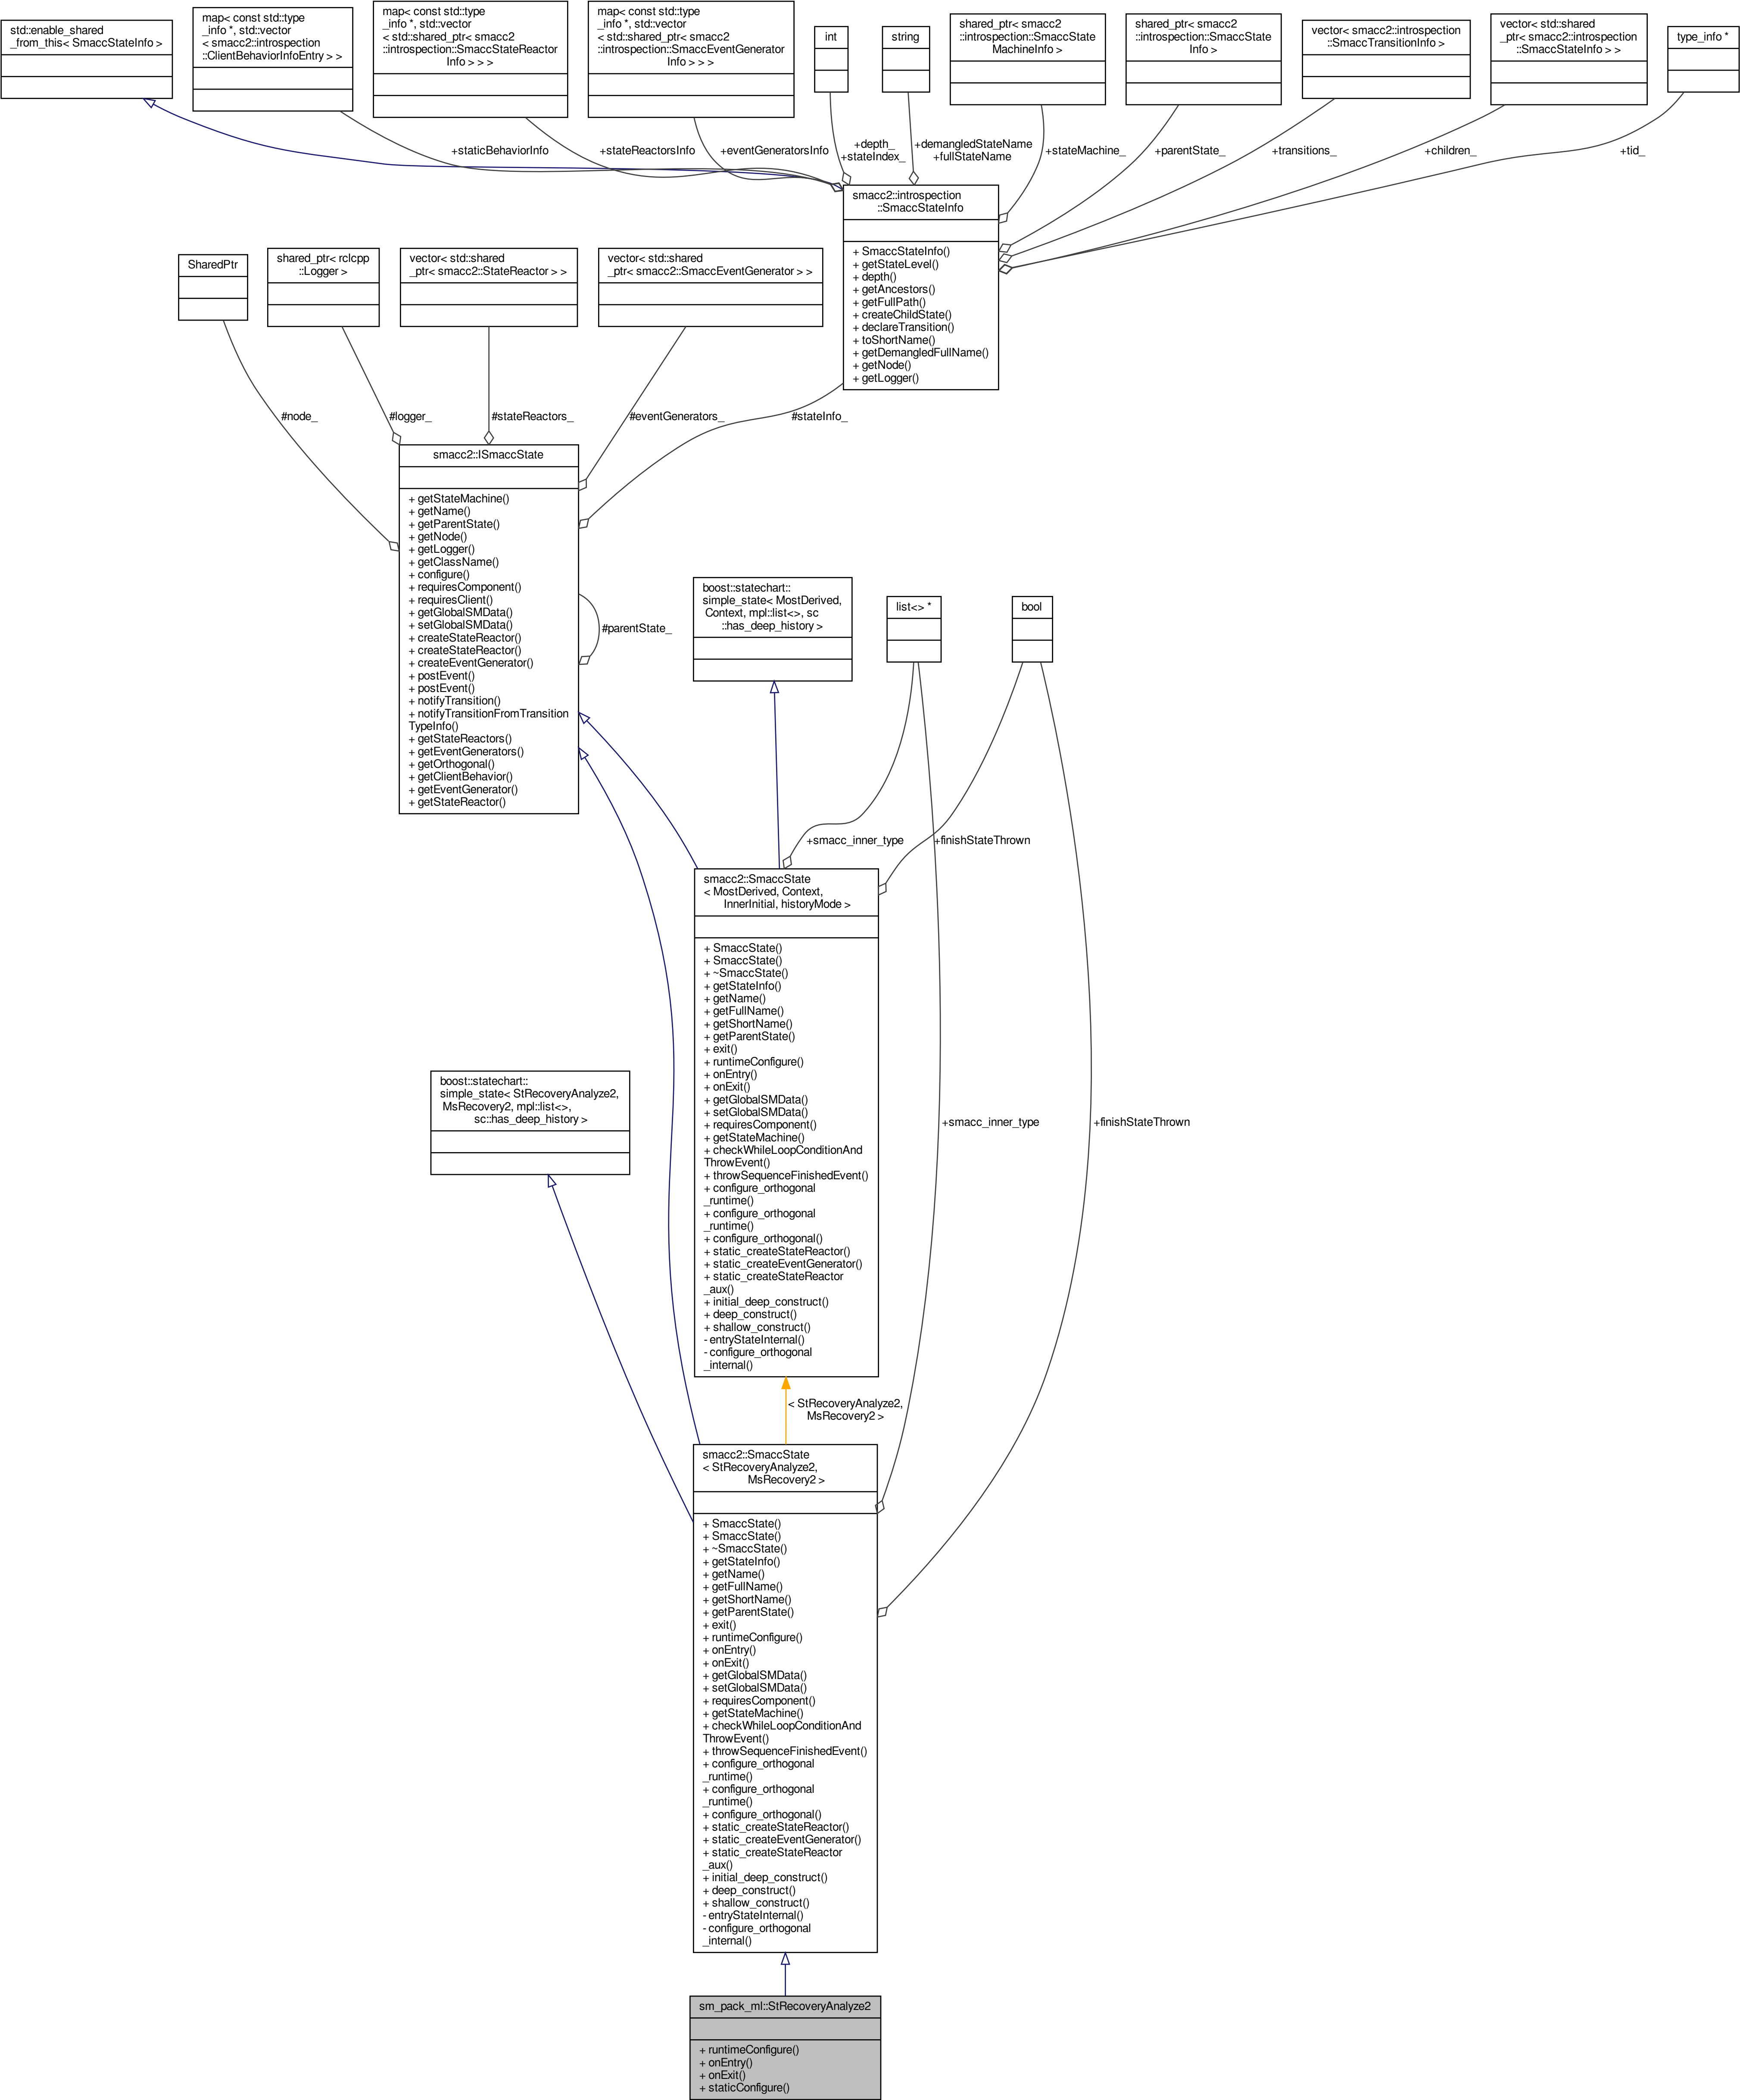 std::enable_shared
_from_this< SmaccStateInfo >
map< const std::type
_info *, std::vector
< smacc2::introspection
::ClientBehaviorInfoEntry > >
map< const std::type
_info *, std::vector
< std::shared_ptr< smacc2
::introspection::SmaccStateReactor
Info > > >
map< const std::type
_info *, std::vector
< std::shared_ptr< smacc2
::introspection::SmaccEventGenerator
Info > > >
int
string
shared_ptr< smacc2
::introspection::SmaccState
MachineInfo >
shared_ptr< smacc2
::introspection::SmaccState
Info >
vector< smacc2::introspection
::SmaccTransitionInfo >
vector< std::shared
_ptr< smacc2::introspection
::SmaccStateInfo > >
type_info *
+staticBehaviorInfo
+stateReactorsInfo
+eventGeneratorsInfo
+depth_
+stateIndex_
+demangledStateName
+fullStateName
+stateMachine_
+parentState_
+transitions_
+children_
+tid_
smacc2::introspection
::SmaccStateInfo
+ SmaccStateInfo()
+ getStateLevel()
+ depth()
+ getAncestors()
+ getFullPath()
+ createChildState()
+ declareTransition()
+ toShortName()
+ getDemangledFullName()
+ getNode()
+ getLogger()
SharedPtr
shared_ptr< rclcpp
::Logger >
vector< std::shared
_ptr< smacc2::StateReactor > >
vector< std::shared
_ptr< smacc2::SmaccEventGenerator > >
#node_
#logger_
#stateReactors_
#eventGenerators_
#stateInfo_
smacc2::ISmaccState
+ getStateMachine()
+ getName()
+ getParentState()
+ getNode()
+ getLogger()
+ getClassName()
+ configure()
+ requiresComponent()
+ requiresClient()
+ getGlobalSMData()
+ setGlobalSMData()
+ createStateReactor()
+ createStateReactor()
+ createEventGenerator()
+ postEvent()
+ postEvent()
+ notifyTransition()
+ notifyTransitionFromTransition
TypeInfo()
+ getStateReactors()
+ getEventGenerators()
+ getOrthogonal()
+ getClientBehavior()
+ getEventGenerator()
+ getStateReactor()
#parentState_
boost::statechart::
simple_state< MostDerived,
Context, mpl::list<>, sc
::has_deep_history >
list<> *
bool
+smacc_inner_type
+finishStateThrown
smacc2::SmaccState
< MostDerived, Context,
InnerInitial, historyMode >
+ SmaccState()
+ SmaccState()
+ ~SmaccState()
+ getStateInfo()
+ getName()
+ getFullName()
+ getShortName()
+ getParentState()
+ exit()
+ runtimeConfigure()
+ onEntry()
+ onExit()
+ getGlobalSMData()
+ setGlobalSMData()
+ requiresComponent()
+ getStateMachine()
+ checkWhileLoopConditionAnd
ThrowEvent()
+ throwSequenceFinishedEvent()
+ configure_orthogonal
_runtime()
+ configure_orthogonal
_runtime()
+ configure_orthogonal()
+ static_createStateReactor()
+ static_createEventGenerator()
+ static_createStateReactor
_aux()
+ initial_deep_construct()
+ deep_construct()
+ shallow_construct()
- entryStateInternal()
- configure_orthogonal
_internal()
boost::statechart::
simple_state< StRecoveryAnalyze2,
MsRecovery2, mpl::list<>,
sc::has_deep_history >
+smacc_inner_type
+finishStateThrown
< StRecoveryAnalyze2,
MsRecovery2 >
smacc2::SmaccState
< StRecoveryAnalyze2,
MsRecovery2 >
+ SmaccState()
+ SmaccState()
+ ~SmaccState()
+ getStateInfo()
+ getName()
+ getFullName()
+ getShortName()
+ getParentState()
+ exit()
+ runtimeConfigure()
+ onEntry()
+ onExit()
+ getGlobalSMData()
+ setGlobalSMData()
+ requiresComponent()
+ getStateMachine()
+ checkWhileLoopConditionAnd
ThrowEvent()
+ throwSequenceFinishedEvent()
+ configure_orthogonal
_runtime()
+ configure_orthogonal
_runtime()
+ configure_orthogonal()
+ static_createStateReactor()
+ static_createEventGenerator()
+ static_createStateReactor
_aux()
+ initial_deep_construct()
+ deep_construct()
+ shallow_construct()
- entryStateInternal()
- configure_orthogonal
_internal()
sm_pack_ml::StRecoveryAnalyze2
+ runtimeConfigure()
+ onEntry()
+ onExit()
+ staticConfigure()